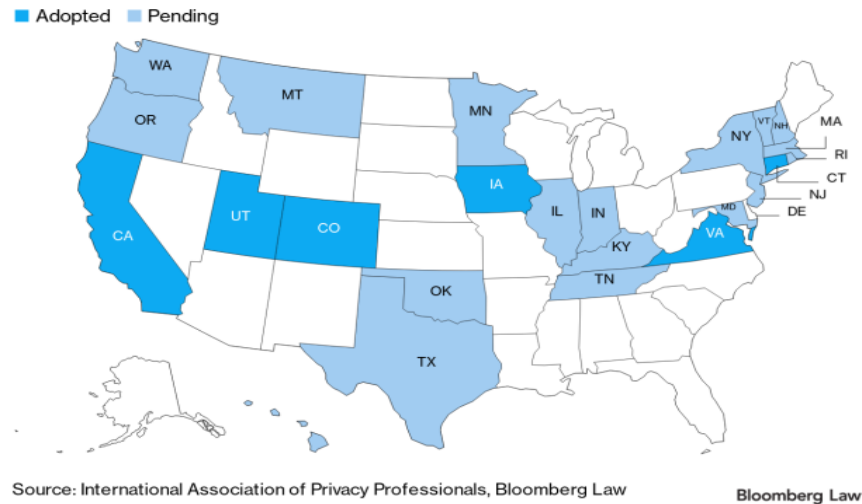 Adopted Pending
WA
MT
OR
MN
VT NH
MA
NY
RI
CT
IA
NJ
UT
IL
IN
MD
DE
CA
CO
VA
KY
TN
OK
TX
Source: International Association of Privacy Professionals, Bloomberg Law
Bloomberg Law